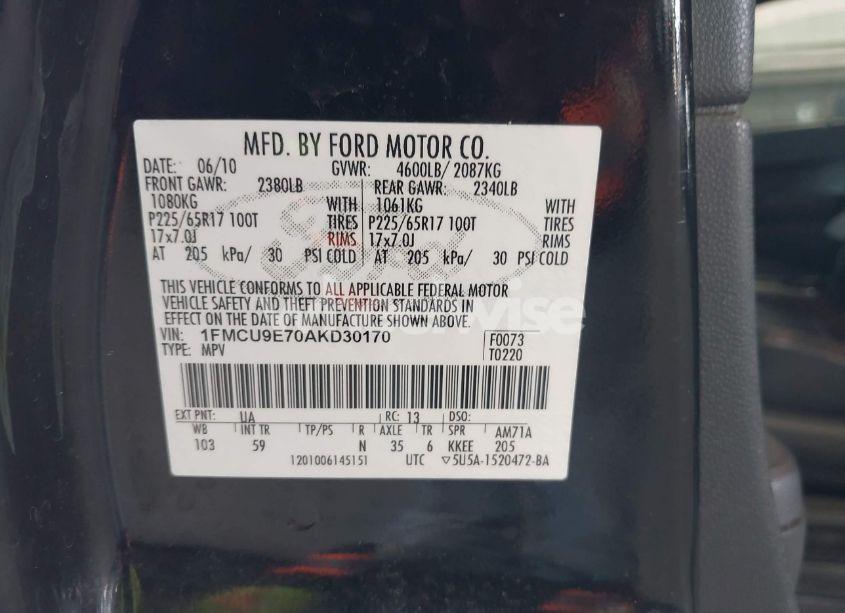 MFD. BY FORD MOTOR CO.
DATE: 06/10 GVWR: 4600LB/ 2087KG
FRONT GAWR: 2380LB REAR GAWR: 2340LB
1080KG WITH 1061KG WITH
P225/65R17 100T TIRES P225/65R17 100T TIRES
17x7.0J RIMS 17x7.0J RIMS
AT 205 kPa/ 30 PSI COLD AT 205 kPa/ 30 PSI COLD
THIS VEHICLE CONFORMS TO ALL APPLICABLE FEDERAL MOTOR
VEHICLE SAFETY AND THEFT PREVENTION STANDARDS IN
EFFECT ON THE DATE OF MANUFACTURE SHOWN ABOVE.
VIN: 1FMCU9E70AKD30170 F0073
TYPE: MPV T0220
EXT PNT: UA RC: 13 DSO:
WB INT TR TP/PS R AXLE TR SPR AM71A
103 59 N 35 6 KKEE 205
1201006145151 UTC ▽5U5A-1520472-BA
Ford